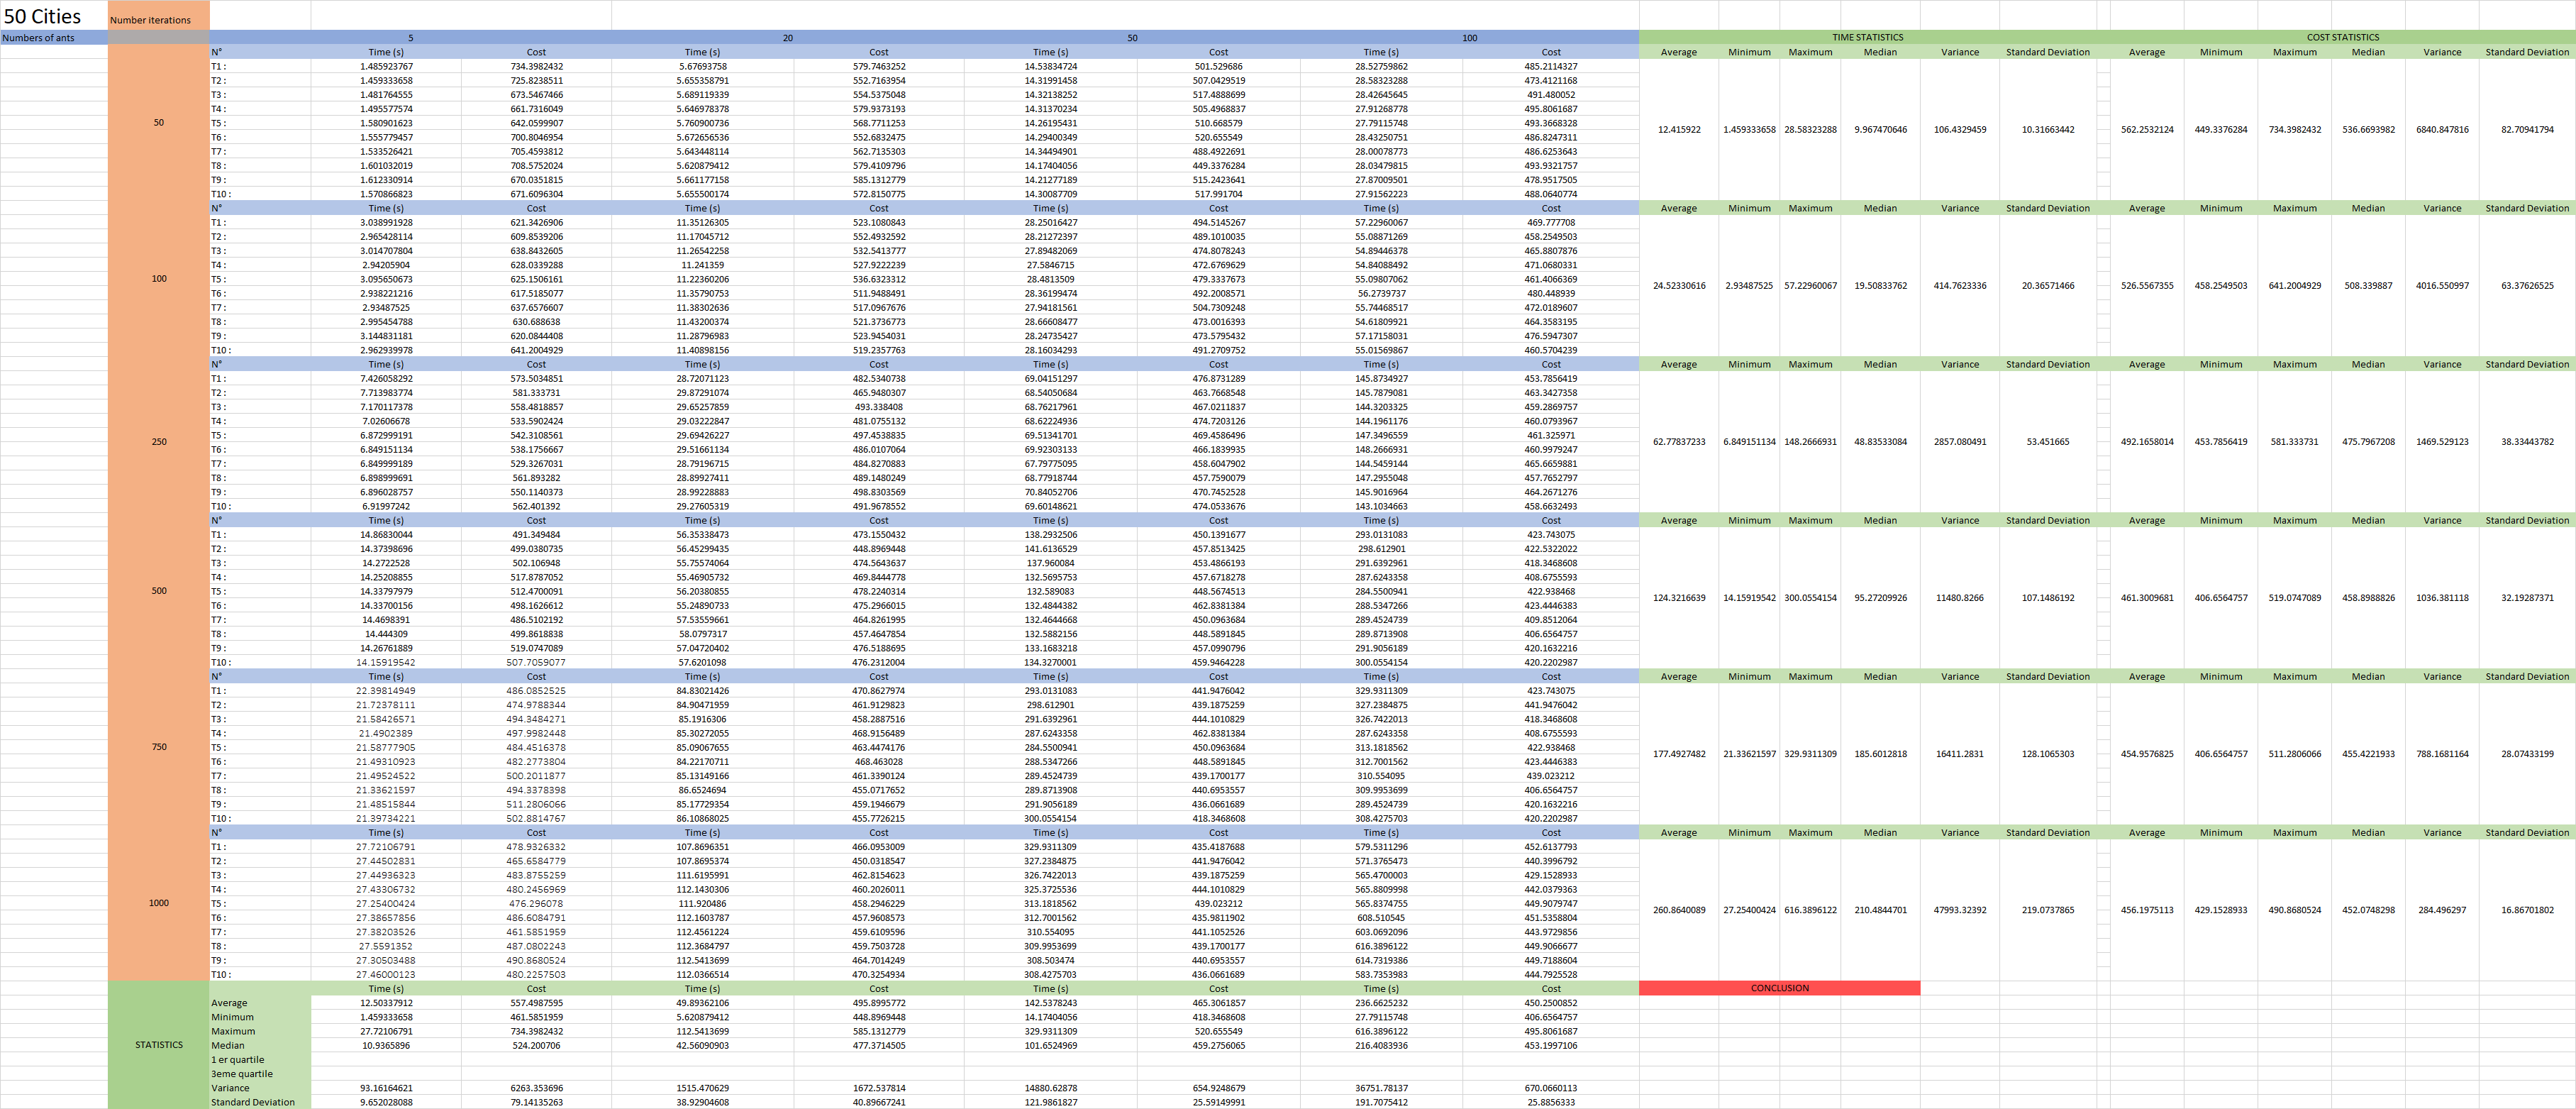 50 Cities Number iterations
Numbers of ants 5 20 50 100 TIME STATISTICS COST STATISTICS
N° Time (s) Cost Time (s) Cost Time (s) Cost Time (s) Cost Average Minimum Maximum Median Variance Standard Deviation Average Minimum Maximum Median Variance Standard Deviation
T1 : 1.485923767 734.3982432 5.67693758 579.7463252 14.53834724 501.529686 28.52759862 485.2114327
T2 : 1.459333658 725.8238511 5.655358791 552.7163954 14.31991458 507.0429519 28.58323288 473.4121168
T3 : 1.481764555 673.5467466 5.689119339 554.5375048 14.32138252 517.4888699 28.42645645 491.480052
T4 : 1.495577574 661.7316049 5.646978378 579.9373193 14.31370234 505.4968837 27.91268778 495.8061687
50 T5 : 1.580901623 642.0599907 5.760900736 568.7711253 14.26195431 510.668579 27.79115748 493.3668328 12.415922 1.459333658 28.58323288 9.967470646 106.4329459 10.31663442 562.2532124 449.3376284 734.3982432 536.6693982 6840.847816 82.70941794
T6 : 1.555779457 700.8046954 5.672656536 552.6832475 14.29400349 520.655549 28.43250751 486.8247311
T7 : 1.533526421 705.4593812 5.643448114 562.7135303 14.34494901 488.4922691 28.00078773 486.6253643
T8 : 1.601032019 708.5752024 5.620879412 579.4109796 14.17404056 449.3376284 28.03479815 493.9321757
T9 : 1.612330914 670.0351815 5.661177158 585.1312779 14.21277189 515.2423641 27.87009501 478.9517505
T10 : 1.570866823 671.6096304 5.655500174 572.8150775 14.30087709 517.991704 27.91562223 488.0640774
N° Time (s) Cost Time (s) Cost Time (s) Cost Time (s) Cost Average Minimum Maximum Median Variance Standard Deviation Average Minimum Maximum Median Variance Standard Deviation
T1 : 3.038991928 621.3426906 11.35126305 523.1080843 28.25016427 494.5145267 57.22960067 469.777708
T2 : 2.965428114 609.8539206 11.17045712 552.4932592 28.21272397 489.1010035 55.08871269 458.2549503
T3 : 3.014707804 638.8432605 11.26542258 532.5413777 27.89482069 474.8078243 54.89446378 465.8807876
T4 : 2.94205904 628.0339288 11.241359 527.9222239 27.5846715 472.6769629 54.84088492 471.0680331
100 T5 : 3.095650673 625.1506161 11.22360206 536.6323312 28.4813509 479.3337673 55.09807062 461.4066369 24.52330616 2.93487525 57.22960067 19.50833762 414.7623336 20.36571466 526.5567355 458.2549503 641.2004929 508.339887 4016.550997 63.37626525
T6 : 2.938221216 617.5185077 11.35790753 511.9488491 28.36199474 492.2008571 56.2739737 480.448939
T7 : 2.93487525 637.6576607 11.38302636 517.0967676 27.94181561 504.7309248 55.74468517 472.0189607
T8 : 2.995454788 630.688638 11.43200374 521.3736773 28.66608477 473.0016393 54.61809921 464.3583195
T9 : 3.144831181 620.0844408 11.28796983 523.9454031 28.24735427 473.5795432 57.17158031 476.5947307
T10 : 2.962939978 641.2004929 11.40898156 519.2357763 28.16034293 491.2709752 55.01569867 460.5704239
N° Time (s) Cost Time (s) Cost Time (s) Cost Time (s) Cost Average Minimum Maximum Median Variance Standard Deviation Average Minimum Maximum Median Variance Standard Deviation
T1 : 7.426058292 573.5034851 28.72071123 482.5340738 69.04151297 476.8731289 145.8734927 453.7856419
T2 : 7.713983774 581.333731 29.87291074 465.9480307 68.54050684 463.7668548 145.7879081 463.3427358
T3 : 7.170117378 558.4818857 29.65257859 493.338408 68.76217961 467.0211837 144.3203325 459.2869757
T4 : 7.02606678 533.5902424 29.03222847 481.0755132 68.62224936 474.7203126 144.1961176 460.0793967
250 T5 : 6.872999191 542.3108561 29.69426227 497.4538835 69.51341701 469.4586496 147.3496559 461.325971 62.77837233 6.849151134 148.2666931 48.83533084 2857.080491 53.451665 492.1658014 453.7856419 581.333731 475.7967208 1469.529123 38.33443782
T6 : 6.849151134 538.1756667 29.51661134 486.0107064 69.92303133 466.1839935 148.2666931 460.9979247
T7 : 6.849999189 529.3267031 28.79196715 484.8270883 67.79775095 458.6047902 144.5459144 465.6659881
T8 : 6.898999691 561.893282 28.89927411 489.1480249 68.77918744 457.7590079 147.2955048 457.7652797
T9 : 6.896028757 550.1140373 28.99228883 498.8303569 70.84052706 470.7452528 145.9016964 464.2671276
T10 : 6.91997242 562.401392 29.27605319 491.9678552 69.60148621 474.0533676 143.1034663 458.6632493
N° Time (s) Cost Time (s) Cost Time (s) Cost Time (s) Cost Average Minimum Maximum Median Variance Standard Deviation Average Minimum Maximum Median Variance Standard Deviation
T1 : 14.86830044 491.349484 56.35338473 473.1550432 138.2932506 450.1391677 293.0131083 423.743075
T2 : 14.37398696 499.0380735 56.45299435 448.8969448 141.6136529 457.8513425 298.612901 422.5322022
T3 : 14.2722528 502.106948 55.75574064 474.5643637 137.960084 453.4866193 291.6392961 418.3468608
T4 : 14.25208855 517.8787052 55.46905732 469.8444778 132.5695753 457.6718278 287.6243358 408.6755593
500 T5 : 14.33797979 512.4700091 56.20380855 478.2240314 132.589083 448.5674513 284.5500941 422.938468 124.3216639 14.15919542 300.0554154 95.27209926 11480.8266 107.1486192 461.3009681 406.6564757 519.0747089 458.8988826 1036.381118 32.19287371
T6 : 14.33700156 498.1626612 55.24890733 475.2966015 132.4844382 462.8381384 288.5347266 423.4446383
T7 : 14.4698391 486.5102192 57.53559661 464.8261995 132.4644668 450.0963684 289.4524739 409.8512064
T8 : 14.444309 499.8618838 58.0797317 457.4647854 132.5882156 448.5891845 289.8713908 406.6564757
T9 : 14.26761889 519.0747089 57.04720402 476.5188695 133.1683218 457.0990796 291.9056189 420.1632216
T10 : 14.15919542 507.7059077 57.6201098 476.2312004 134.3270001 459.9464228 300.0554154 420.2202987
N° Time (s) Cost Time (s) Cost Time (s) Cost Time (s) Cost Average Minimum Maximum Median Variance Standard Deviation Average Minimum Maximum Median Variance Standard Deviation
T1 : 22.39814949 486.0852525 84.83021426 470.8627974 293.0131083 441.9476042 329.9311309 423.743075
T2 : 21.72378111 474.9788344 84.90471959 461.9129823 298.612901 439.1875259 327.2384875 441.9476042
T3 : 21.58426571 494.3484271 85.1916306 458.2887516 291.6392961 444.1010829 326.7422013 418.3468608
T4 : 21.4902389 497.9982448 85.30272055 468.9156489 287.6243358 462.8381384 287.6243358 408.6755593
750 T5 : 21.58777905 484.4516378 85.09067655 463.4474176 284.5500941 450.0963684 313.1818562 422.938468 177.4927482 21.33621597 329.9311309 185.6012818 16411.2831 128.1065303 454.9576825 406.6564757 511.2806066 455.4221933 788.1681164 28.07433199
T6 : 21.49310923 482.2773804 84.22170711 468.463028 288.5347266 448.5891845 312.7001562 423.4446383
T7 : 21.49524522 500.2011877 85.13149166 461.3390124 289.4524739 439.1700177 310.554095 439.023212
T8 : 21.33621597 494.3378398 86.6524694 455.0717652 289.8713908 440.6953557 309.9953699 406.6564757
T9 : 21.48515844 511.2806066 85.17729354 459.1946679 291.9056189 436.0661689 289.4524739 420.1632216
T10 : 21.39734221 502.8814767 86.10868025 455.7726215 300.0554154 418.3468608 308.4275703 420.2202987
N° Time (s) Cost Time (s) Cost Time (s) Cost Time (s) Cost Average Minimum Maximum Median Variance Standard Deviation Average Minimum Maximum Median Variance Standard Deviation
T1 : 27.72106791 478.9326332 107.8696351 466.0953009 329.9311309 435.4187688 579.5311296 452.6137793
T2 : 27.44502831 465.6584779 107.8695374 450.0318547 327.2384875 441.9476042 571.3765473 440.3996792
T3 : 27.44936323 483.8755259 111.6195991 462.8154623 326.7422013 439.1875259 565.4700003 429.1528933
T4 : 27.43306732 480.2456969 112.1430306 460.2026011 325.3725536 444.1010829 565.8809998 442.0379363
1000 T5 : 27.25400424 476.296078 111.920486 458.2946229 313.1818562 439.023212 565.8374755 449.9079747 260.8640089 27.25400424 616.3896122 210.4844701 47993.32392 219.0737865 456.1975113 429.1528933 490.8680524 452.0748298 284.496297 16.86701802
T6 : 27.38657856 486.6084791 112.1603787 457.9608573 312.7001562 435.9811902 608.510545 451.5358804
T7 : 27.38203526 461.5851959 112.4561224 459.6109596 310.554095 441.1052526 603.0692096 443.9729856
T8 : 27.5591352 487.0802243 112.3684797 459.7503728 309.9953699 439.1700177 616.3896122 449.9066677
T9 : 27.30503488 490.8680524 112.5413699 464.7014249 308.503474 440.6953557 614.7319386 449.7188604
T10 : 27.46000123 480.2257503 112.0366514 470.3254934 308.4275703 436.0661689 583.7353983 444.7925528
Time (s) Cost Time (s) Cost Time (s) Cost Time (s) Cost CONCLUSION
Average 12.50337912 557.4987595 49.89362106 495.8995772 142.5378243 465.3061857 236.6625232 450.2500852
Minimum 1.459333658 461.5851959 5.620879412 448.8969448 14.17404056 418.3468608 27.79115748 406.6564757
Maximum 27.72106791 734.3982432 112.5413699 585.1312779 329.9311309 520.655549 616.3896122 495.8061687
STATISTICS Median 10.9365896 524.200706 42.56090903 477.3714505 101.6524969 459.2756065 216.4083936 453.1997106
1 er quartile
3eme quartile
Variance 93.16164621 6263.353696 1515.470629 1672.537814 14880.62878 654.9248679 36751.78137 670.0660113
Standard Deviation 9.652028088 79.14135263 38.92904608 40.89667241 121.9861827 25.59149991 191.7075412 25.8856333